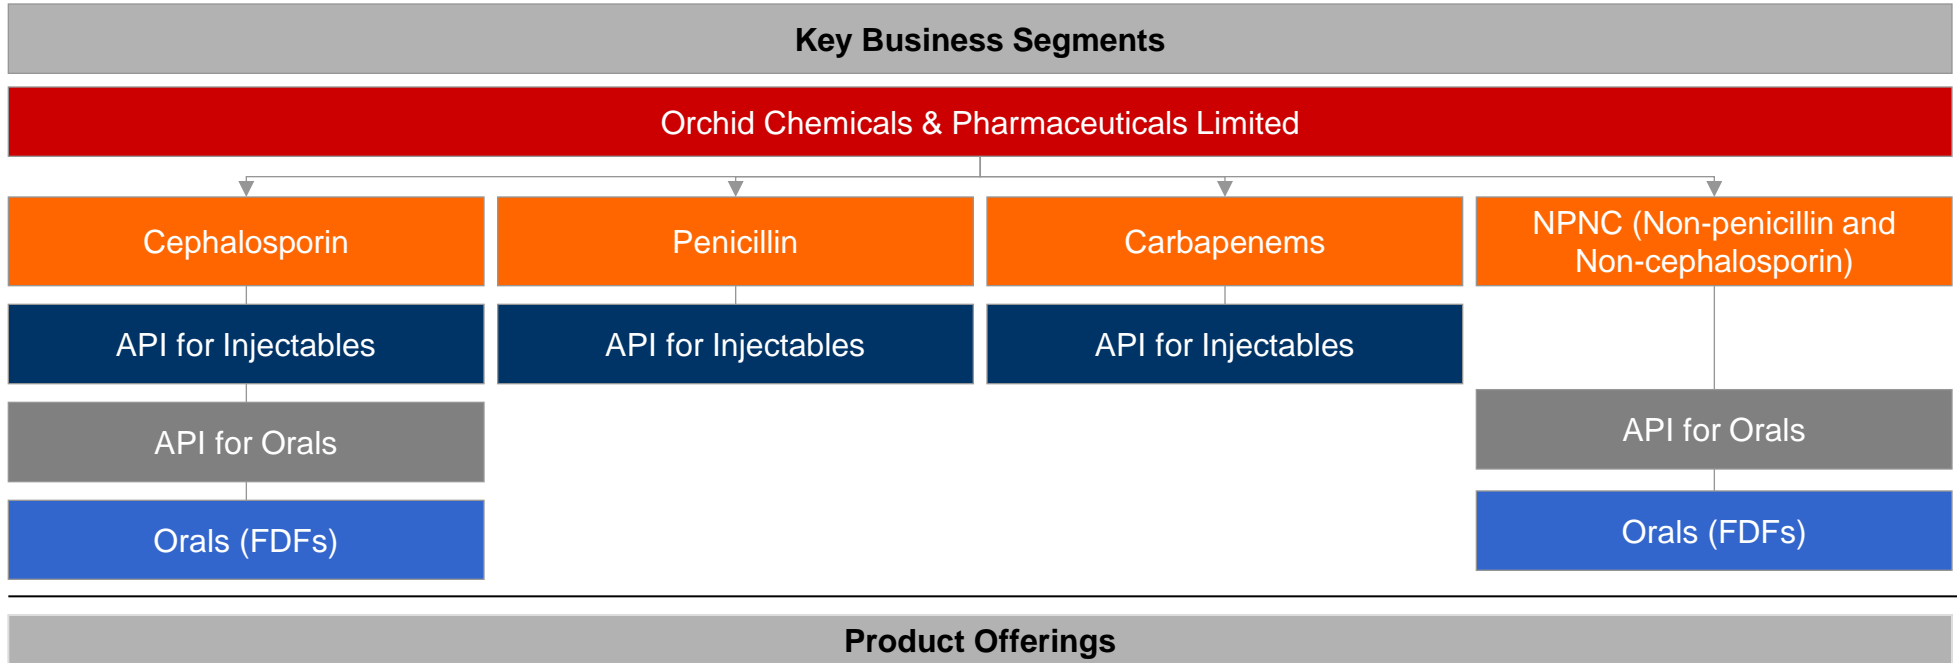 Key Business Segments
Orchid Chemicals & Pharmaceuticals Limited
Cephalosporin
Penicillin
Carbapenems
NPNC (Non-penicillin and
Non-cephalosporin)
API for Injectables
API for Injectables
API for Injectables
API for Orals
API for Orals
Orals (FDFs)
Orals (FDFs)
Product Offerings